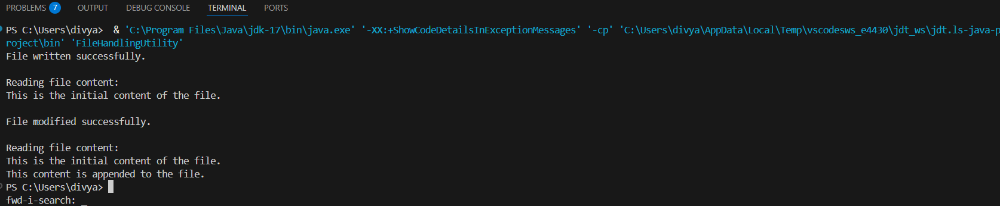 PROBLEMS 7 OUTPUT DEBUG CONSOLE TERMINAL PORTS
PS C:\Users\divya>  & 'C:\Program Files\Java\jdk-17\bin\java.exe' '-XX:+ShowCodeDetailsInExceptionMessages' '-cp' 'C:\Users\divya\AppData\Local\Temp\vscodesws_e4430\jdt_ws\jdt.ls-java-p
roject\bin' 'FileHandlingUtility'
File written successfully.
Reading file content:
This is the initial content of the file.
File modified successfully.
Reading file content:
This is the initial content of the file.
This content is appended to the file.
PS C:\Users\divya>
fwd-i-search: _